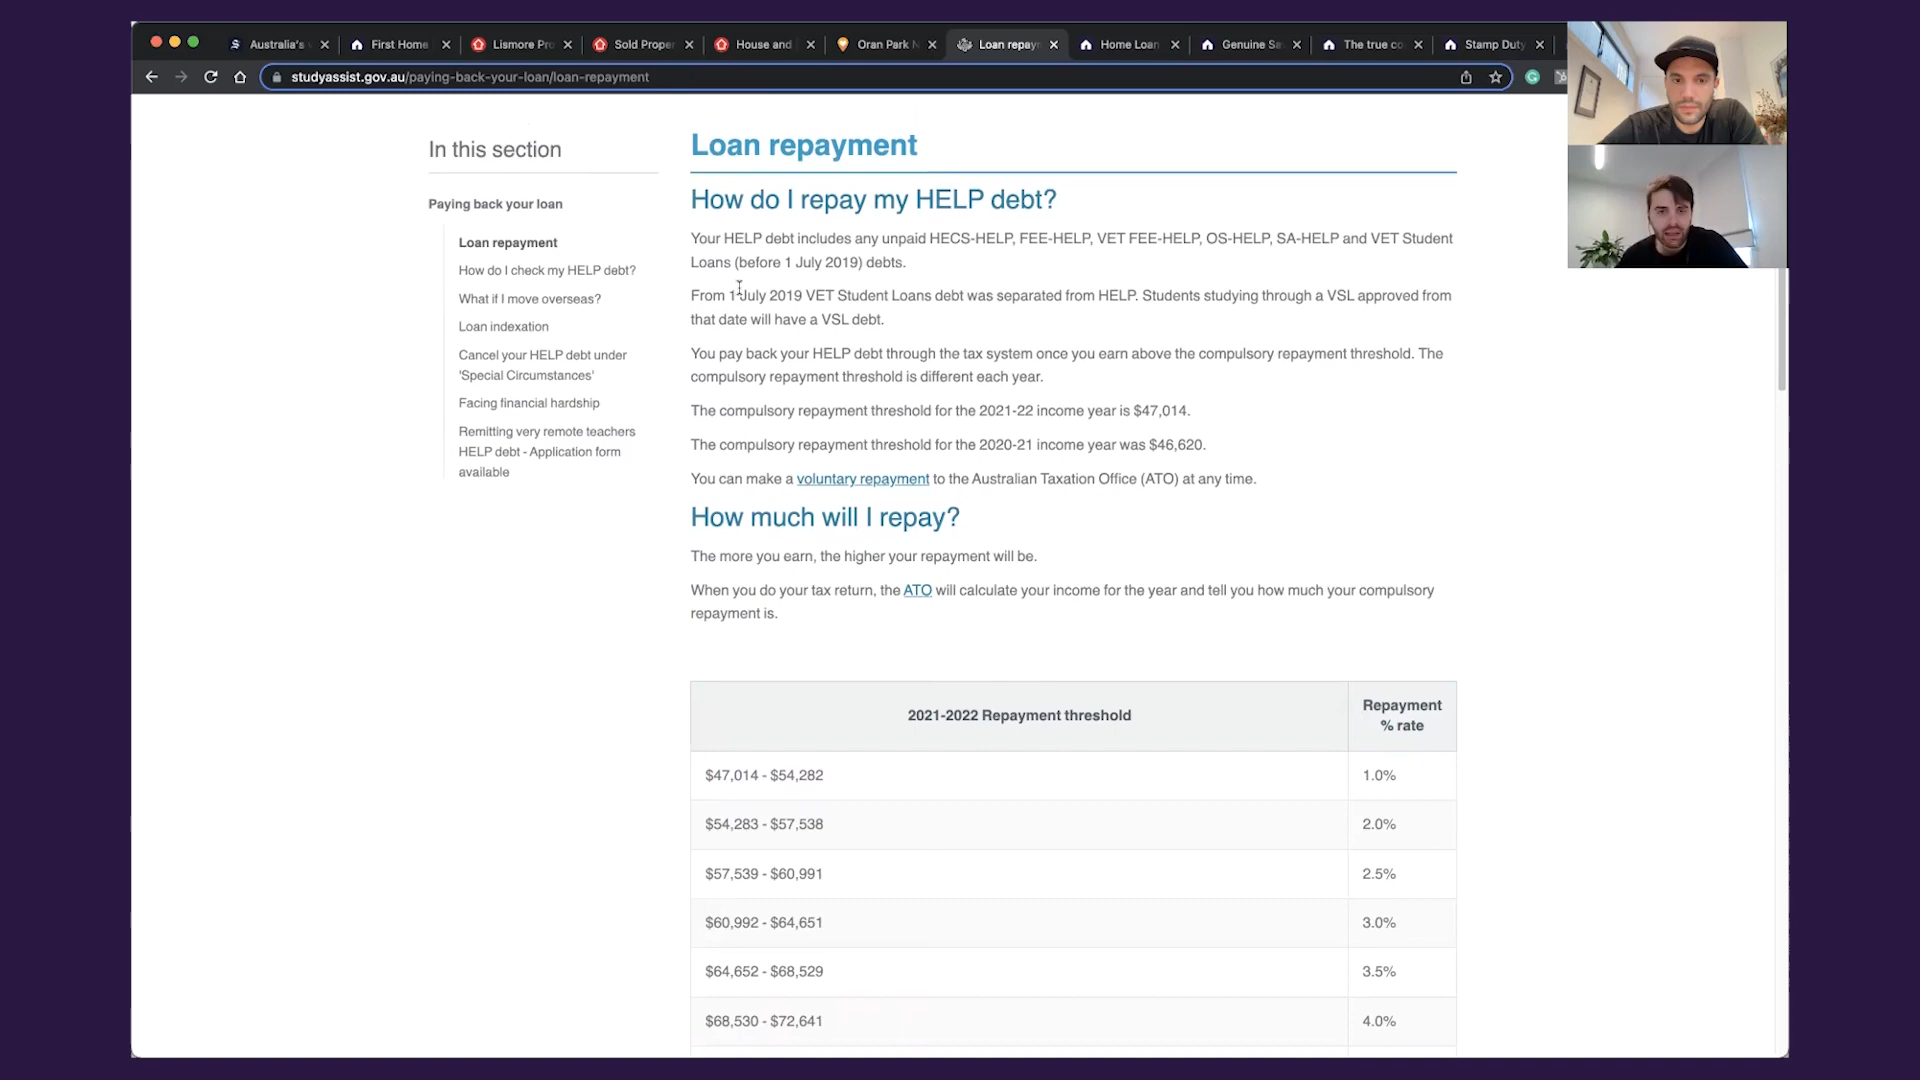 Australia's
First Home
Lismore Pro
Sold Proper
House and
Oran Park N
Loan repay
Home Loan
Genuine Sa
The true co
Stamp Duty
studyassist.gov.au/paying-back-your-loan/loan-repayment
In this section
Paying back your loan
Loan repayment
How do I check my HELP debt?
What if I move overseas?
Loan indexation
Cancel your HELP debt under
'Special Circumstances'
Facing financial hardship
Remitting very remote teachers
HELP debt - Application form
available
Loan repayment
How do I repay my HELP debt?
Your HELP debt includes any unpaid HECS-HELP, FEE-HELP, VET FEE-HELP, OS-HELP, SA-HELP and VET Student
Loans (before 1 July 2019) debts.
From 1 July 2019 VET Student Loans debt was separated from HELP. Students studying through a VSL approved from
that date will have a VSL debt.
You pay back your HELP debt through the tax system once you earn above the compulsory repayment threshold. The
compulsory repayment threshold is different each year.
The compulsory repayment threshold for the 2021-22 income year is $47,014.
The compulsory repayment threshold for the 2020-21 income year was $46,620.
You can make a voluntary repayment to the Australian Taxation Office (ATO) at any time.
How much will I repay?
The more you earn, the higher your repayment will be.
When you do your tax return, the ATO will calculate your income for the year and tell you how much your compulsory
repayment is.
2021-2022 Repayment threshold
Repayment
% rate
$47,014 - $54,282
1.0%
$54,283 - $57,538
2.0%
$57,539 - $60,991
2.5%
$60,992 - $64,651
3.0%
$64,652 - $68,529
3.5%
$68,530 - $72,641
4.0%